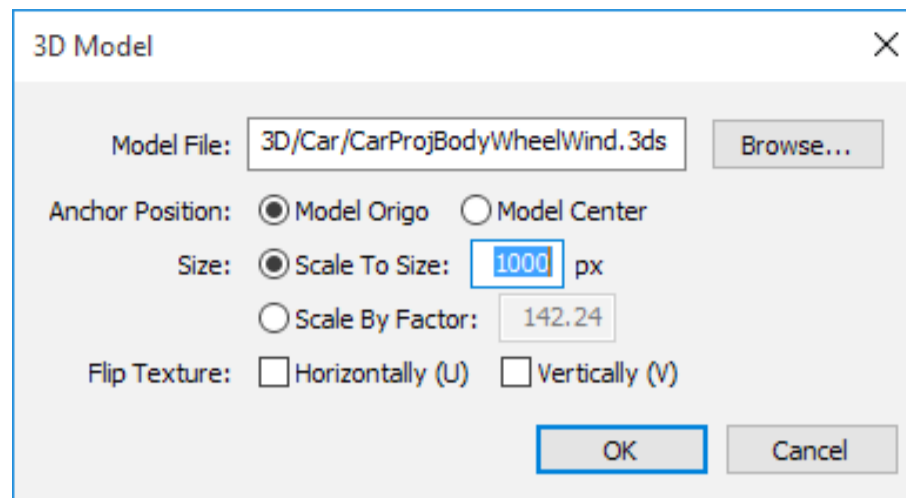 3D Model
Model File: 3D/Car/CarProjBodyWheelWind.3ds Browse...
Anchor Position: Model Origo Model Center
Size: Scale To Size: 1000 px
Scale By Factor: 142.24
Flip Texture: Horizontally (U) Vertically (V)
OK Cancel